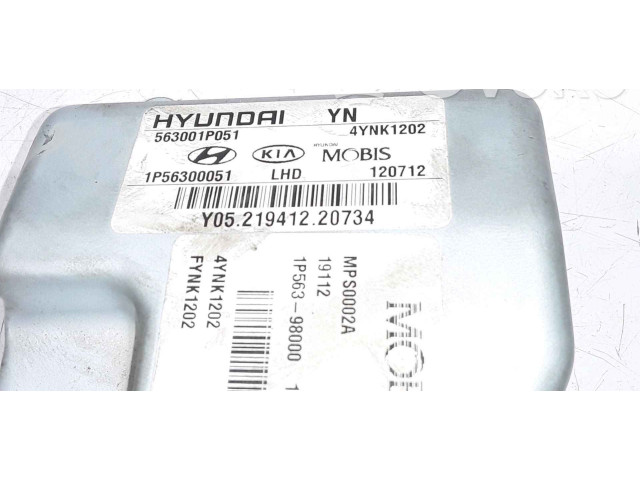 HYUNDAI YN
563001P051 4YNK1202
KIA MOBIS
1P56300051 LHD 120712
Y05.219412.20734
MPS0002A
19112
1P563-98000
4YNK1202
FYNK1202